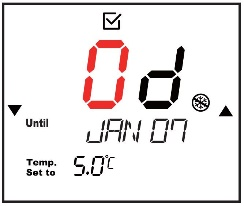 0d
Until JAN 07
Temp. Set to 5.0°C